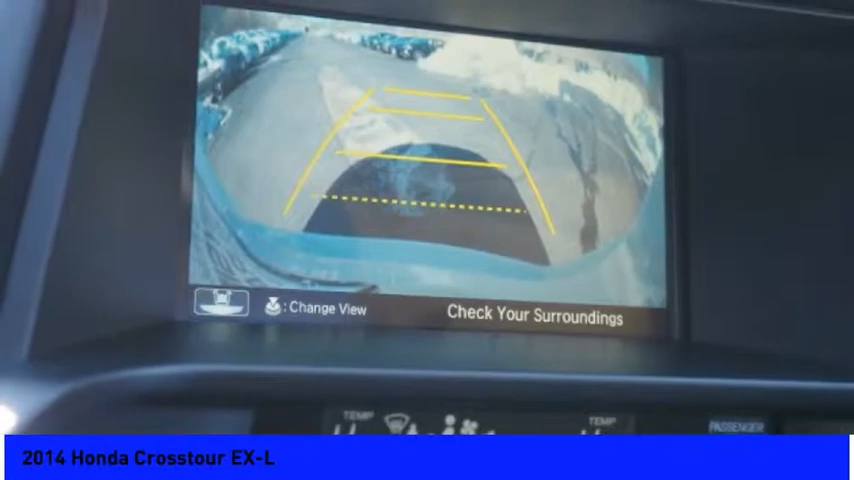 : Change View
Check Your Surroundings
TEMP
TEMP
PASSENGER
2014 Honda Crosstour EX-L